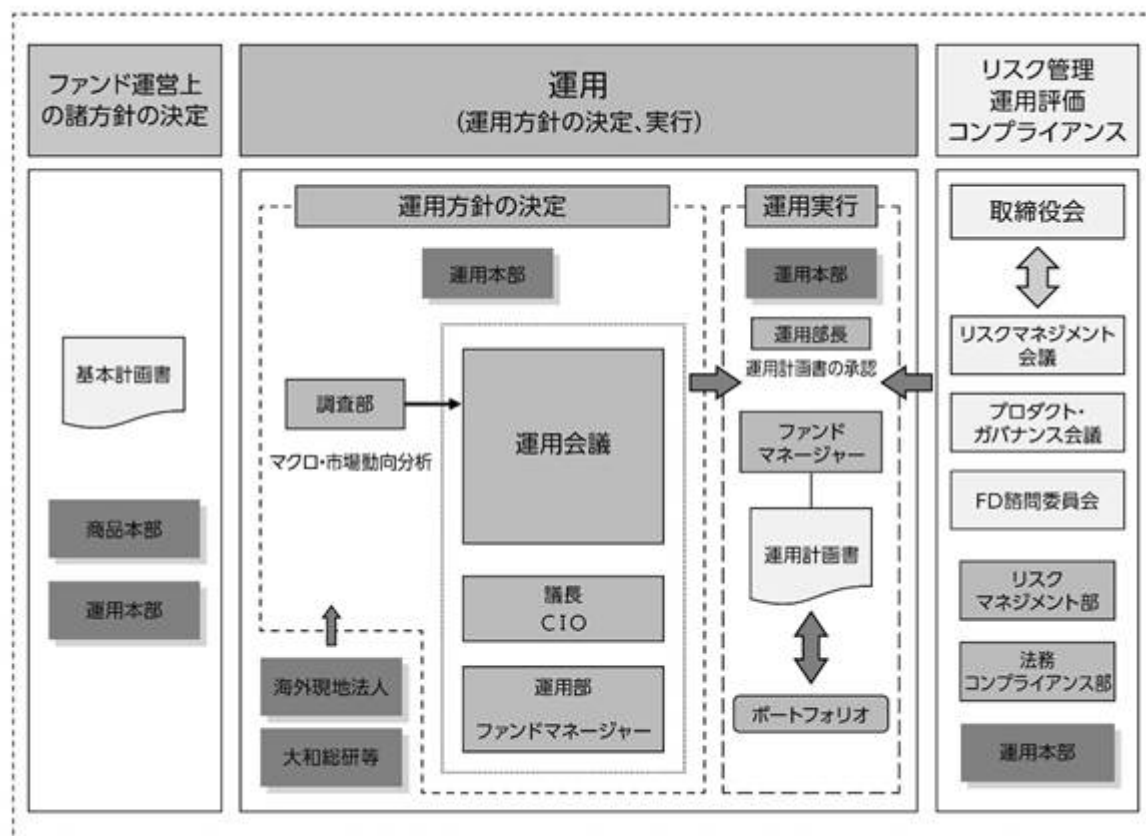 ファンド運営上
の諸方針の決定
運用
(運用方針の決定、実行)
リスク管理
運用評価
コンプライアンス
基本計画書
商品本部
運用本部
運用方針の決定
運用本部
調査部
マクロ・市場動向分析
運用会議
議長
CIO
運用部
ファンドマネージャー
海外現地法人
大和総研等
運用実行
運用本部
運用部長
運用計画書の承認
ファンド
マネージャー
運用計画書
ポートフォリオ
取締役会
リスクマネジメント
会議
プロダクト・
ガバナンス会議
FD諮問委員会
リスク
マネジメント部
法務
コンプライアンス部
運用本部